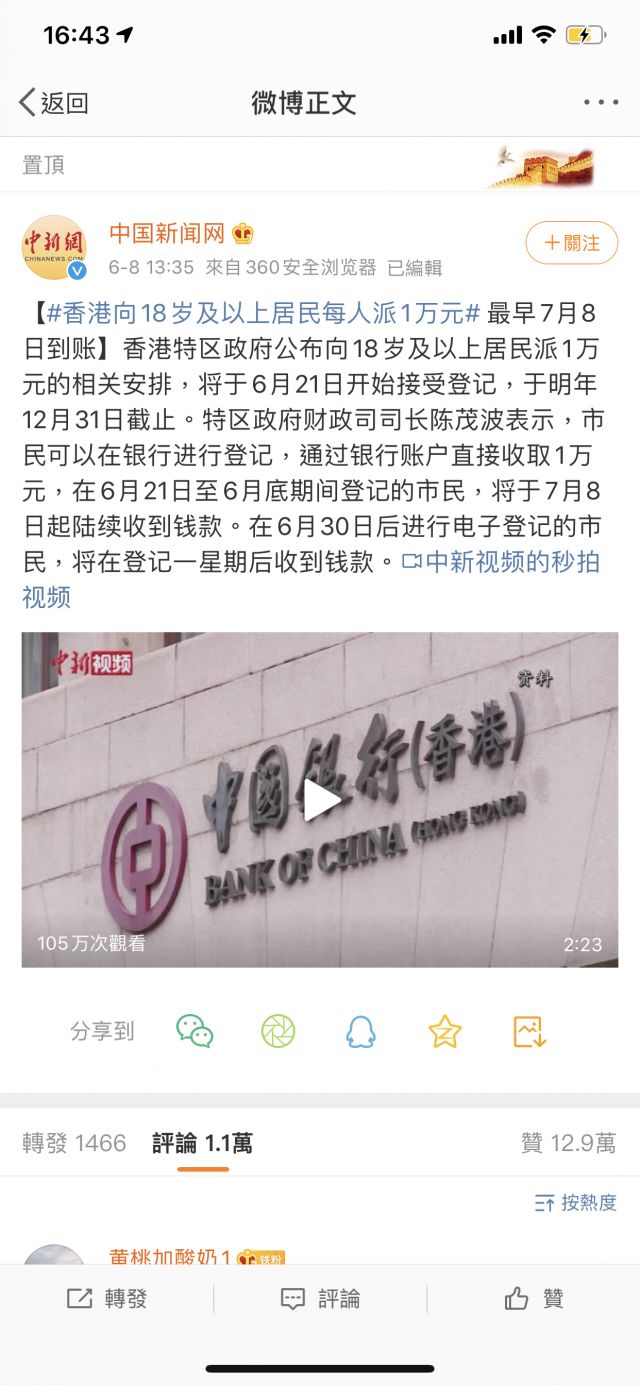 16:43
返回
微博正文
置頂
中新網
CHINANEWS.COM
中国新闻网
+關注
6-8 13:35 來自360安全浏览器 已編輯
【#香港向18岁及以上居民每人派1万元# 最早7月8
日到账】香港特区政府公布向18岁及以上居民派1万
元的相关安排，将于6月21日开始接受登记，于明年
12月31日截止。特区政府财政司司长陈茂波表示，市
民可以在银行进行登记，通过银行账户直接收取1万
元，在6月21日至6月底期间登记的市民，将于7月8
日起陆续收到钱款。在6月30日后进行电子登记的市
民，将在登记一星期后收到钱款。中新视频的秒拍
视频
中新视频
资料
中國銀行(香港)
BANK OF CHINA (HONG KONG)
105万次觀看
2:23
分享到
轉發 1466
評論 1.1萬
贊 12.9萬
按熱度
黄桃加酸奶1
铁粉
轉發
評論
贊